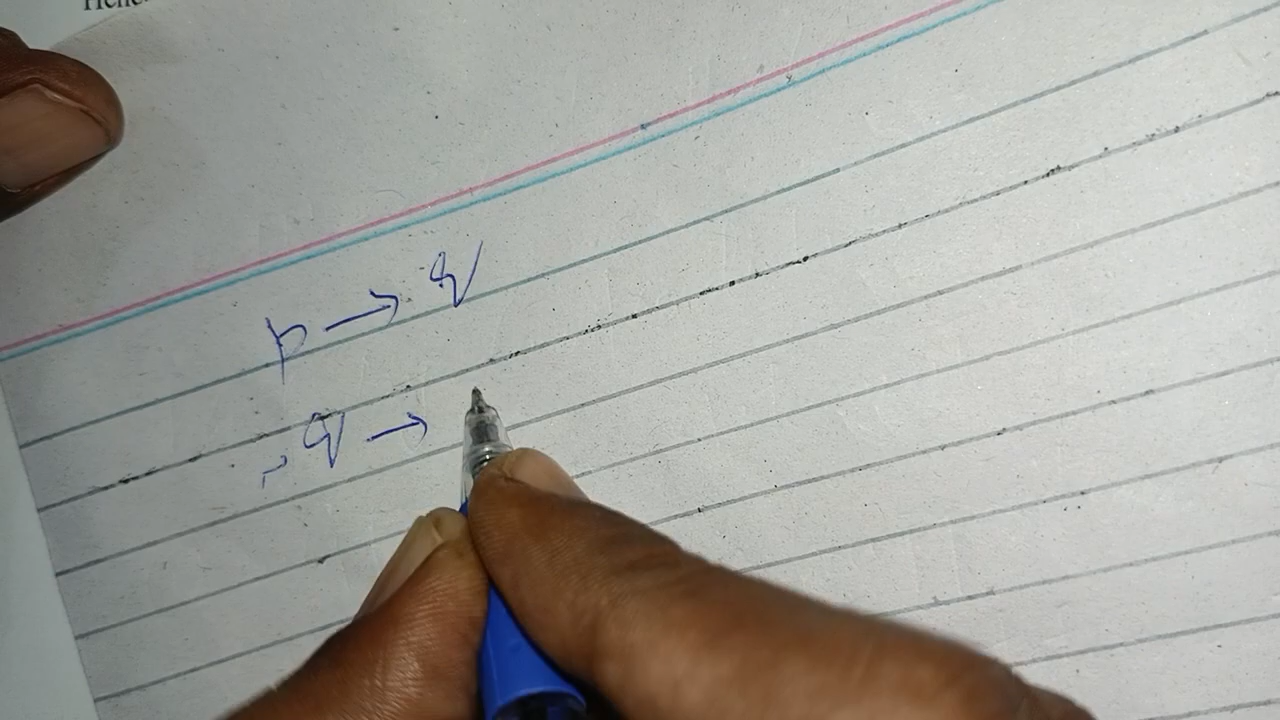 p → q
~q →